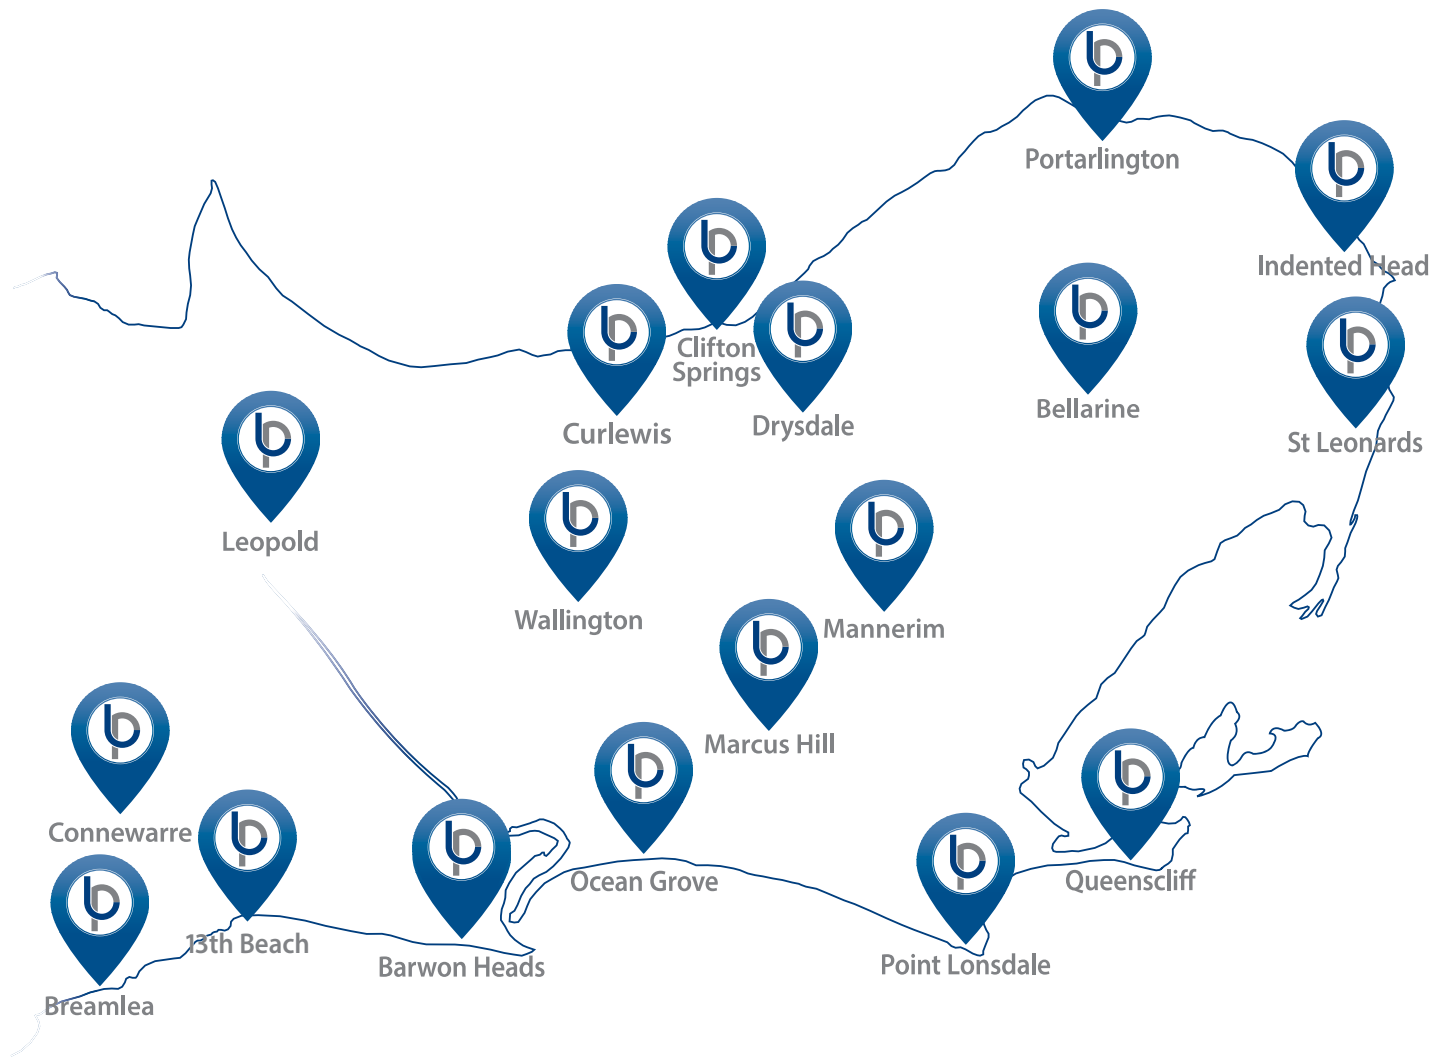 Portarlington
Indented Head
Clifton
Springs
Bellarine
Drysdale
Curlewis
St Leonards
Leopold
Wallington
Mannerim
Marcus Hill
Connewarre
Queenscliff
Ocean Grove
13th Beach
Point Lonsdale
Barwon Heads
Breamlea